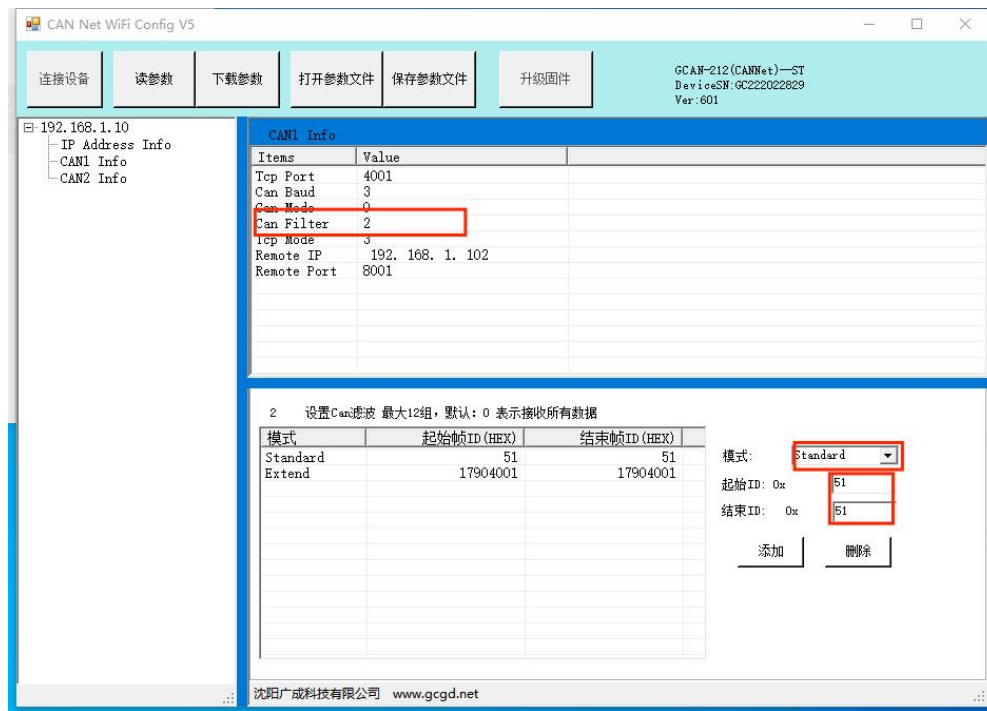 CAN Net WiFi Config V5
连接设备 读参数 下载参数 打开参数文件 保存参数文件 升级固件
GCAN-212(CANNet)—ST
DeviceSN:GC222022829
Ver:601
192.168.1.10
IP Address Info
CAN1 Info
CAN2 Info
CAN1 Info
Items Value
Tcp Port 4001
Can Baud 3
Can Mode 0
Can Filter 2
Tcp Mode 3
Remote IP 192. 168. 1. 102
Remote Port 8001
2 设置Can滤波 最大12组，默认：0 表示接收所有数据
模式 起始帧ID(HEX) 结束帧ID(HEX)
Standard 51 51
Extend 17904001 17904001
模式: Standard
起始ID: 0x 51
结束ID: 0x 51
添加 删除
沈阳广成科技有限公司 www.gcgd.net